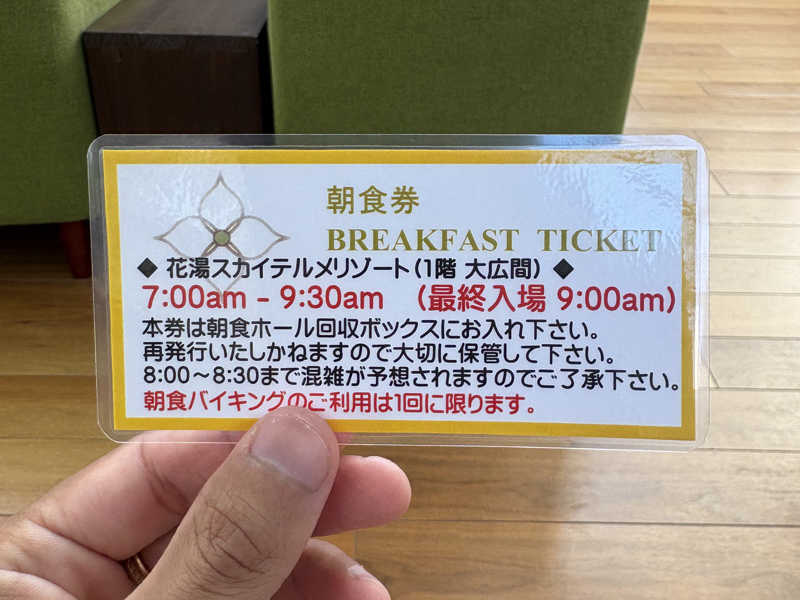 朝食券
BREAKFAST TICKET
◆ 花湯スカイテルメリゾート(1階 大広間) ◆
7:00am - 9:30am (最終入場 9:00am)
本券は朝食ホール回収ボックスにお入れ下さい。
再発行いたしかねますので大切に保管して下さい。
8:00～8:30まで混雑が予想されますのでご了承下さい。
朝食バイキングのご利用は1回に限ります。